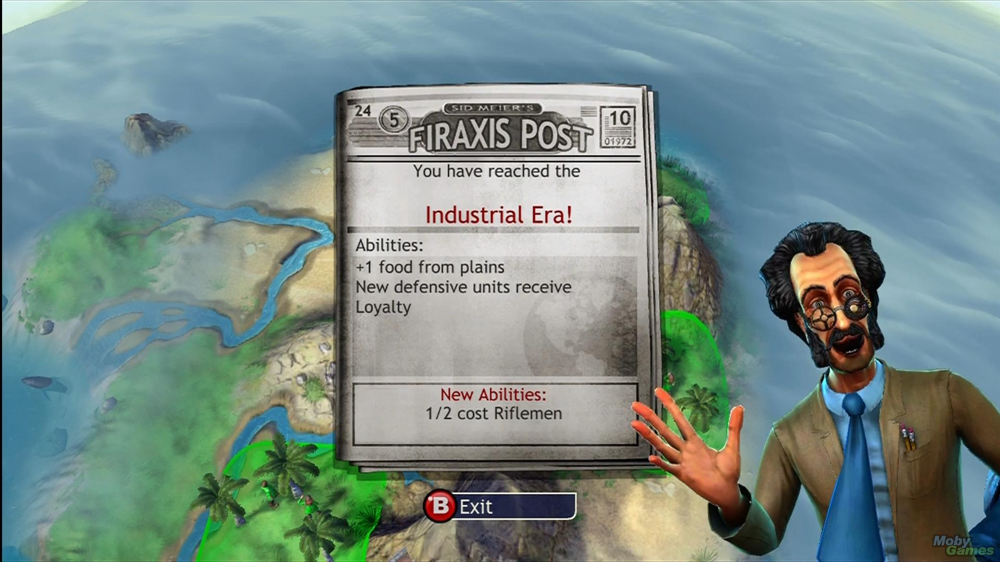 24
5
SID MEIER'S
FIRAXIS POST
10
01972
You have reached the
Industrial Era!
Abilities:
+1 food from plains
New defensive units receive
Loyalty
New Abilities:
1/2 cost Riflemen
B Exit
Moby
Games